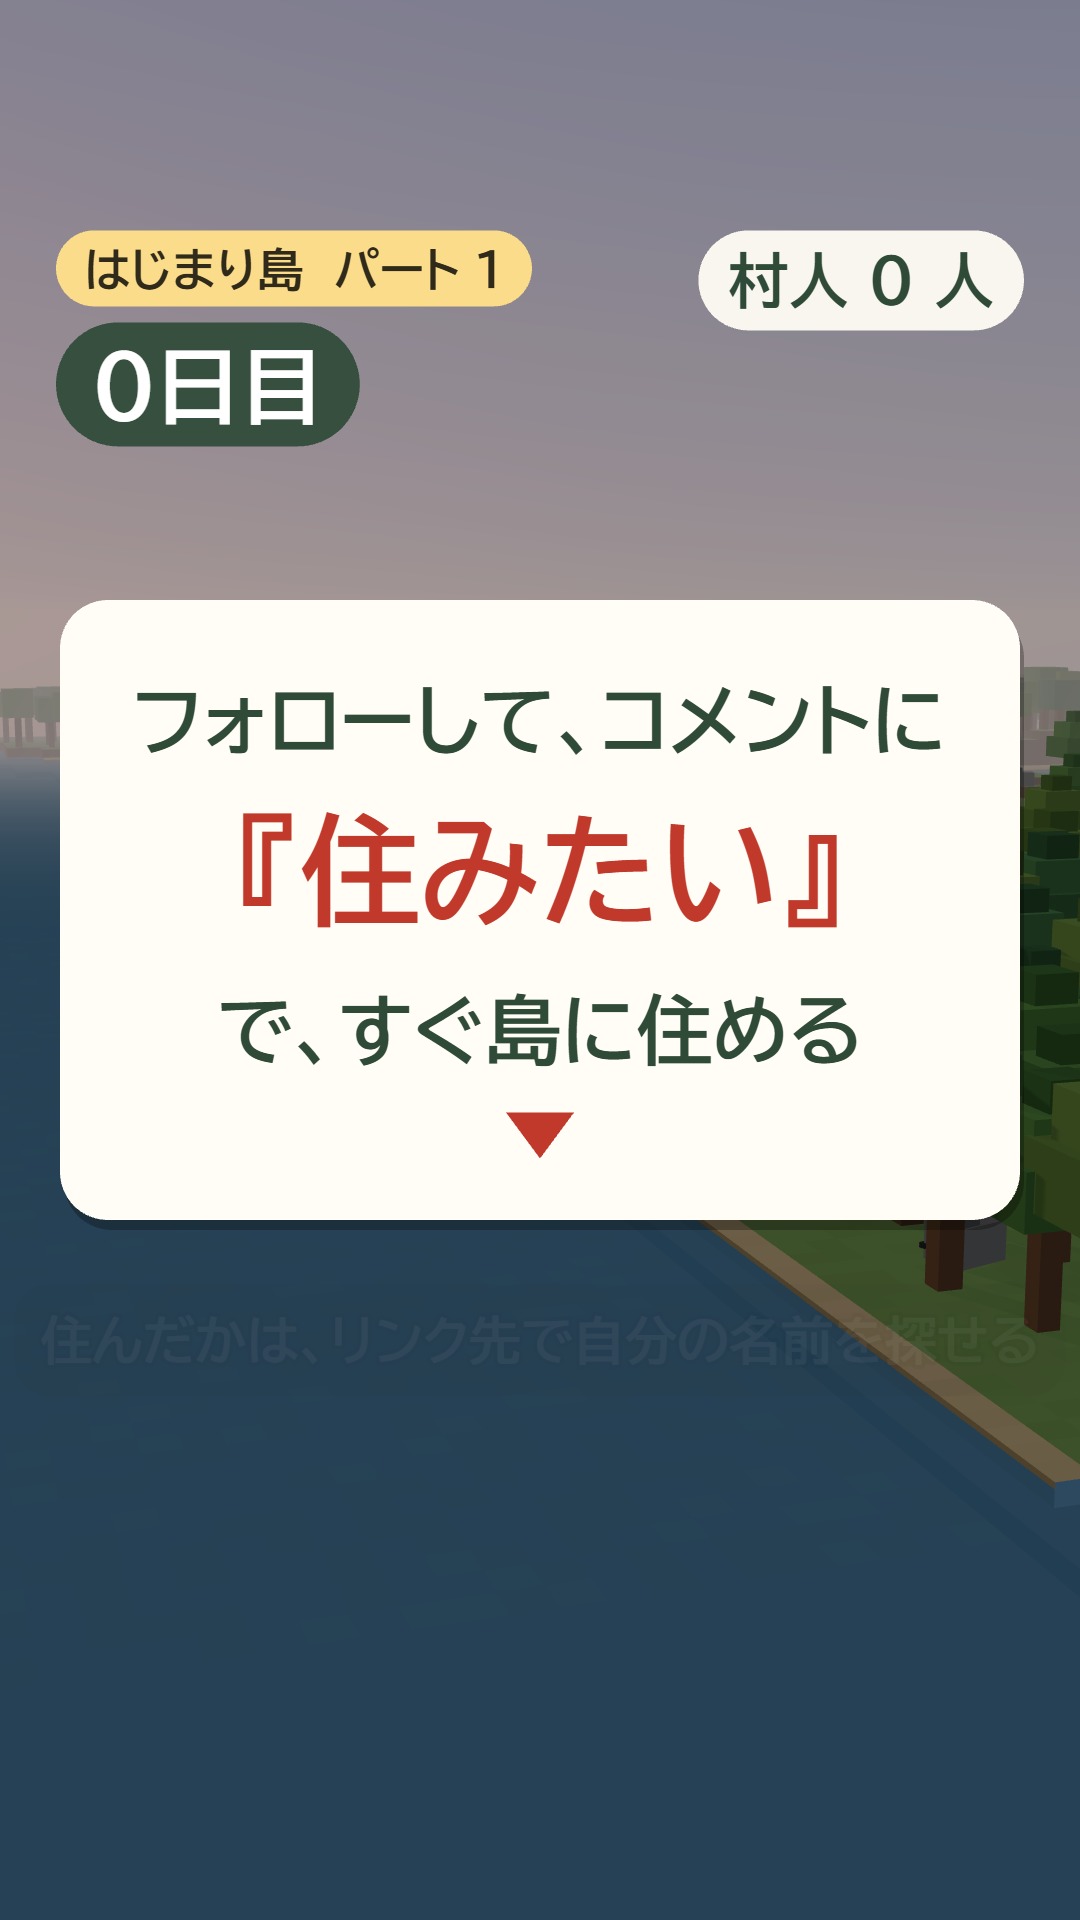 はじまり島 パート 1
村人 0 人
0日目
フォローして、コメントに
『住みたい』
で、すぐ島に住める
住んだかは、リンク先で自分の名前を探せる